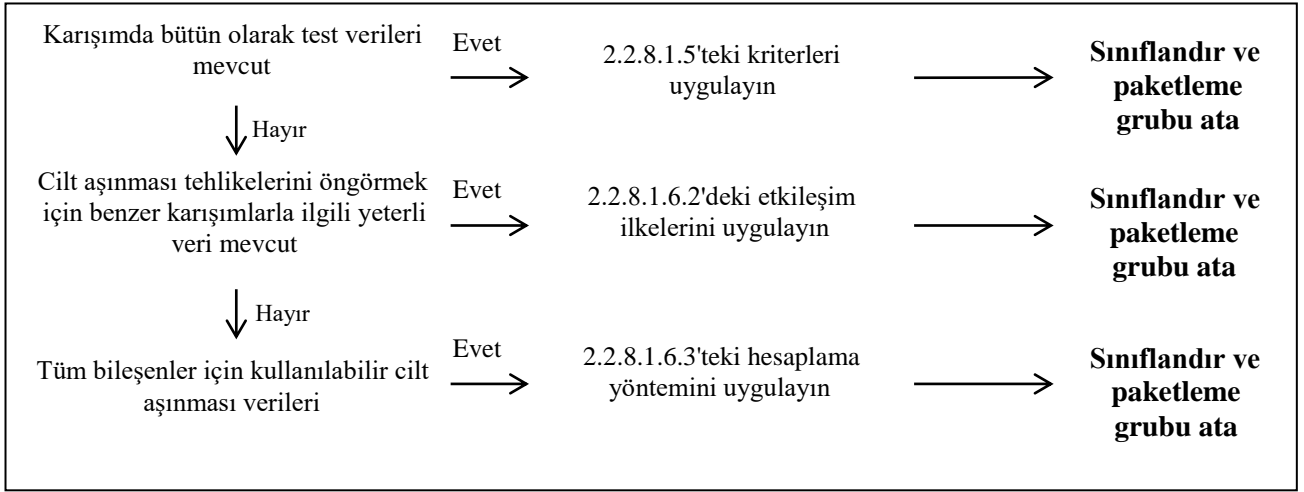 Karışımda bütün olarak test verileri
mevcut
Evet
2.2.8.1.5'teki kriterleri
uygulayın
Sınıflandır ve
paketleme
grubu ata
Hayır
Cilt aşınması tehlikelerini öngörmek
için benzer karışımlarla ilgili yeterli
veri mevcut
Evet
2.2.8.1.6.2'deki etkileşim
ilkelerini uygulayın
Sınıflandır ve
paketleme
grubu ata
Hayır
Tüm bileşenler için kullanılabilir cilt
aşınması verileri
Evet
2.2.8.1.6.3'teki hesaplama
yöntemini uygulayın
Sınıflandır ve
paketleme
grubu ata